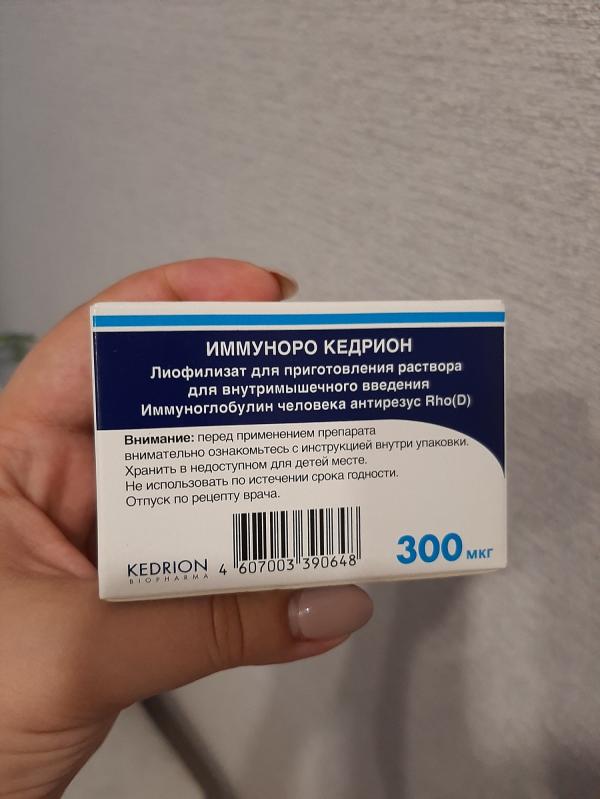 ИММУНОРО КЕДРИОН
Лиофилизат для приготовления раствора
для внутримышечного введения
Иммуноглобулин человека антирезус Rho(D)
Внимание: перед применением препарата
внимательно ознакомьтесь с инструкцией внутри упаковки.
Хранить в недоступном для детей месте.
Не использовать по истечении срока годности.
Отпуск по рецепту врача.
KEDRION
BIOPHARMA
4 607003 390648
300 мкг